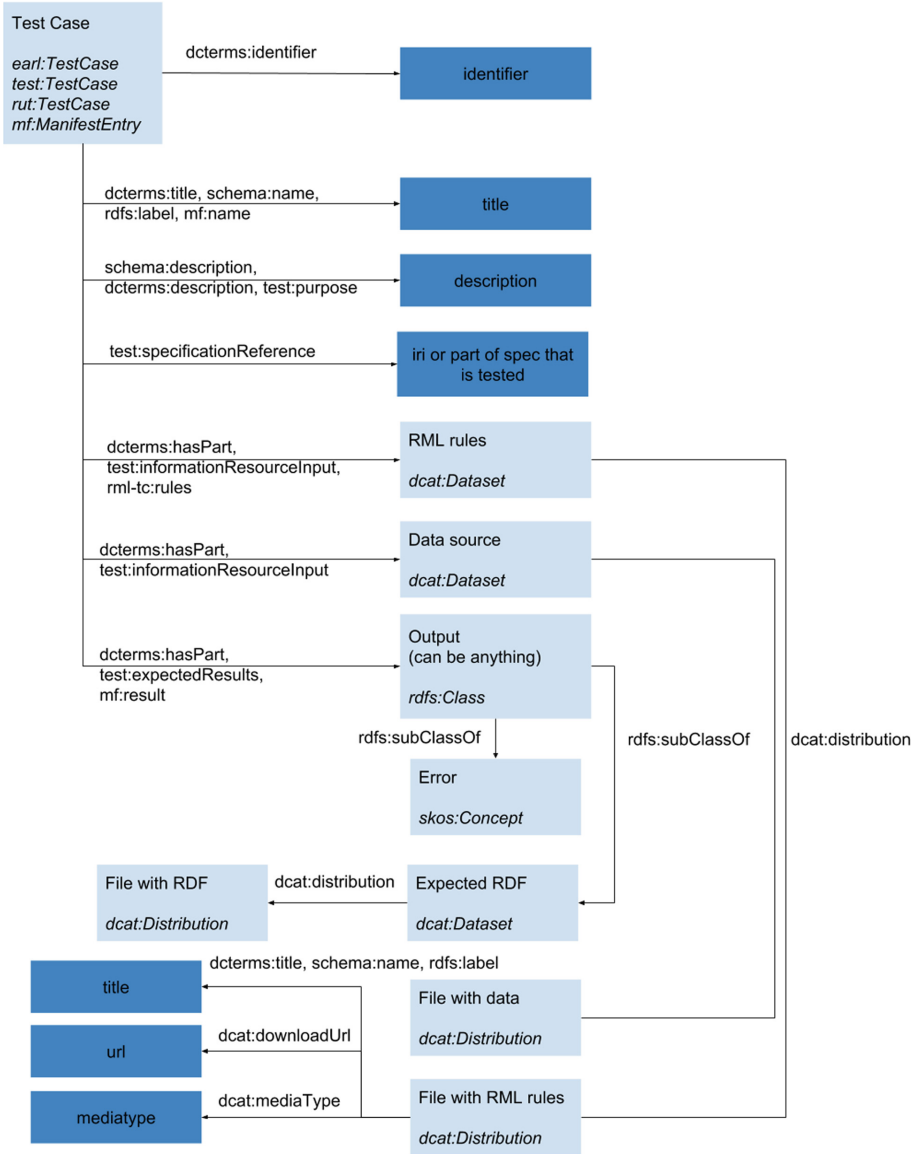 Test Case
earl:TestCase
test:TestCase
rut:TestCase
mf:ManifestEntry
dcterms:identifier
identifier
dcterms:title, schema:name,
rdfs:label, mf:name
title
schema:description,
dcterms:description, test:purpose
description
test:specificationReference
iri or part of spec that
is tested
dcterms:hasPart,
test:informationResourceInput,
rml-tc:rules
RML rules
dcat:Dataset
dcterms:hasPart,
test:informationResourceInput
Data source
dcat:Dataset
dcterms:hasPart,
test:expectedResults,
mf:result
Output
(can be anything)
rdfs:Class
rdfs:subClassOf
rdfs:subClassOf
dcat:distribution
Error
skos:Concept
File with RDF
dcat:Distribution
dcat:distribution
Expected RDF
dcat:Dataset
dcterms:title, schema:name, rdfs:label
title
File with data
dcat:Distribution
dcat:downloadUrl
url
dcat:mediaType
mediatype
File with RML rules
dcat:Distribution